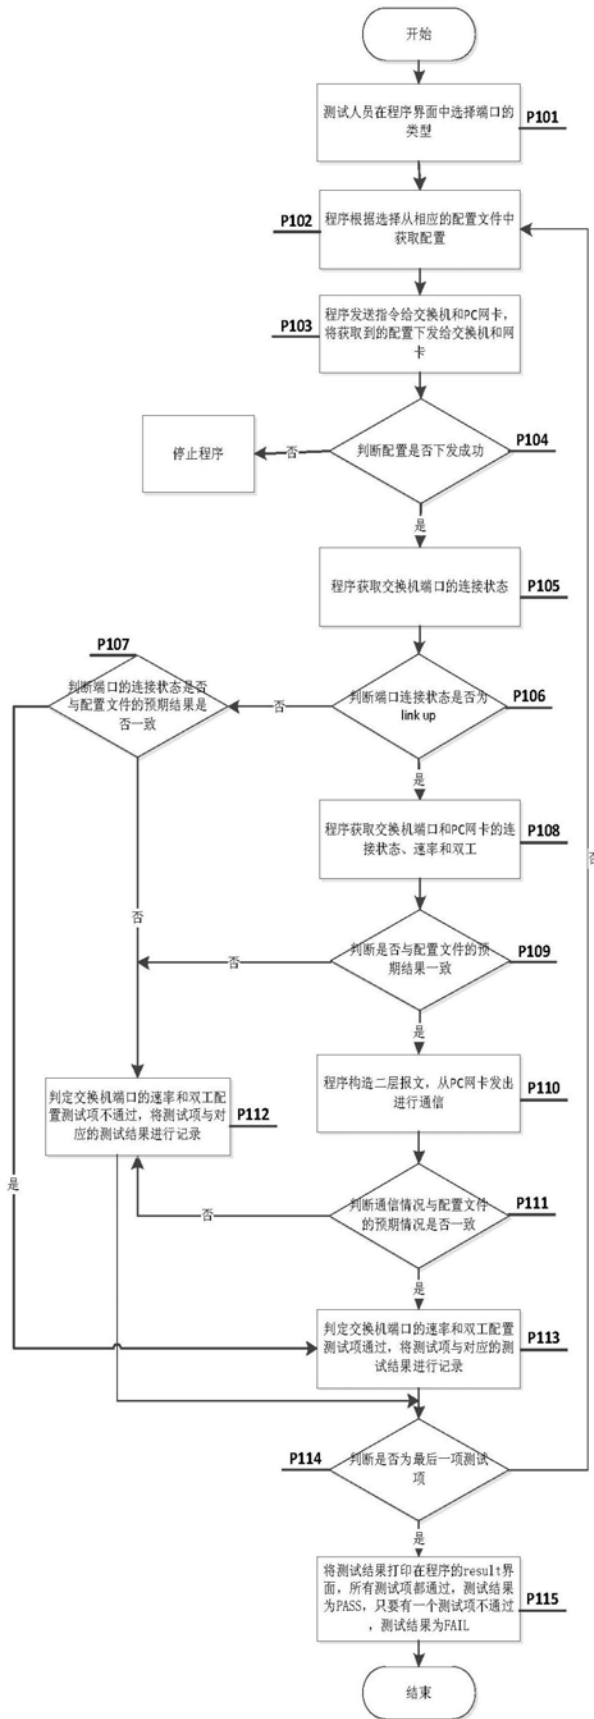 开始
测试人员在程序界面中选择端口的
类型
P101
P102
程序根据选择从相应的配置文件中
获取配置
P103
程序发送指令给交换机和PC网卡，
将获取到的配置下发给交换机和网
卡
停止程序
否
判断配置是否下发成功
P104
是
程序获取交换机端口的连接状态
P105
P107
判断端口的连接状态是否
与配置文件的预期结果是
否一致
否
判断端口连接状态是否为
link up
P106
是
程序获取交换机端口和PC网卡的连
接状态、速率和双工
P108
否
否
否
判断是否与配置文件的预
期结果一致
P109
是
程序构造二层报文，从PC网卡发出
进行通信
P110
判定交换机端口的速率和双工配
置测试项不通过，将测试项与对
应的测试结果进行记录
P112
是
否
判断通信情况与配置文件
的预期情况是否一致
P111
是
判定交换机端口的速率和双工配置
测试项通过，将测试项与对应的测
试结果进行记录
P113
P114
判断是否为最后一项测试
项
是
将测试结果打印在程序的result界
面，所有测试项都通过，测试结果
为PASS，只要有一个测试项不通过
，测试结果为FAIL
P115
结束